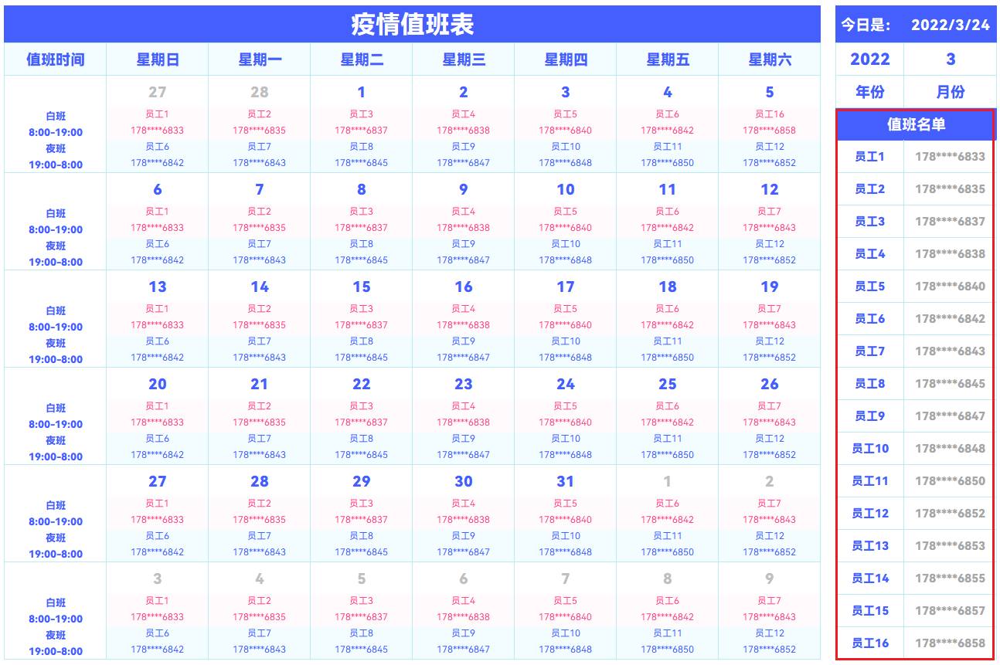 疫情值班表
今日是： 2022/3/24
值班时间 星期日 星期一 星期二 星期三 星期四 星期五 星期六
2022 3
27 28 1 2 3 4 5
年份 月份
白班 员工1 员工2 员工3 员工4 员工5 员工6 员工16
8:00-19:00 178****6833 178****6835 178****6837 178****6838 178****6840 178****6842 178****6858
夜班 员工6 员工7 员工8 员工9 员工10 员工11 员工12
19:00-8:00 178****6842 178****6843 178****6845 178****6847 178****6848 178****6850 178****6852
6 7 8 9 10 11 12
白班 员工1 员工2 员工3 员工4 员工5 员工6 员工7
8:00-19:00 178****6833 178****6835 178****6837 178****6838 178****6840 178****6842 178****6843
夜班 员工6 员工7 员工8 员工9 员工10 员工11 员工12
19:00-8:00 178****6842 178****6843 178****6845 178****6847 178****6848 178****6850 178****6852
13 14 15 16 17 18 19
白班 员工1 员工2 员工3 员工4 员工5 员工6 员工7
8:00-19:00 178****6833 178****6835 178****6837 178****6838 178****6840 178****6842 178****6843
夜班 员工6 员工7 员工8 员工9 员工10 员工11 员工12
19:00-8:00 178****6842 178****6843 178****6845 178****6847 178****6848 178****6850 178****6852
20 21 22 23 24 25 26
白班 员工1 员工2 员工3 员工4 员工5 员工6 员工7
8:00-19:00 178****6833 178****6835 178****6837 178****6838 178****6840 178****6842 178****6843
夜班 员工6 员工7 员工8 员工9 员工10 员工11 员工12
19:00-8:00 178****6842 178****6843 178****6845 178****6847 178****6848 178****6850 178****6852
27 28 29 30 31 1 2
白班 员工1 员工2 员工3 员工4 员工5 员工6 员工7
8:00-19:00 178****6833 178****6835 178****6837 178****6838 178****6840 178****6842 178****6843
夜班 员工6 员工7 员工8 员工9 员工10 员工11 员工12
19:00-8:00 178****6842 178****6843 178****6845 178****6847 178****6848 178****6850 178****6852
3 4 5 6 7 8 9
白班 员工1 员工2 员工3 员工4 员工5 员工6 员工7
8:00-19:00 178****6833 178****6835 178****6837 178****6838 178****6840 178****6842 178****6843
夜班 员工6 员工7 员工8 员工9 员工10 员工11 员工12
19:00-8:00 178****6842 178****6843 178****6845 178****6847 178****6848 178****6850 178****6852
值班名单
员工1 178****6833
员工2 178****6835
员工3 178****6837
员工4 178****6838
员工5 178****6840
员工6 178****6842
员工7 178****6843
员工8 178****6845
员工9 178****6847
员工10 178****6848
员工11 178****6850
员工12 178****6852
员工13 178****6853
员工14 178****6855
员工15 178****6857
员工16 178****6858